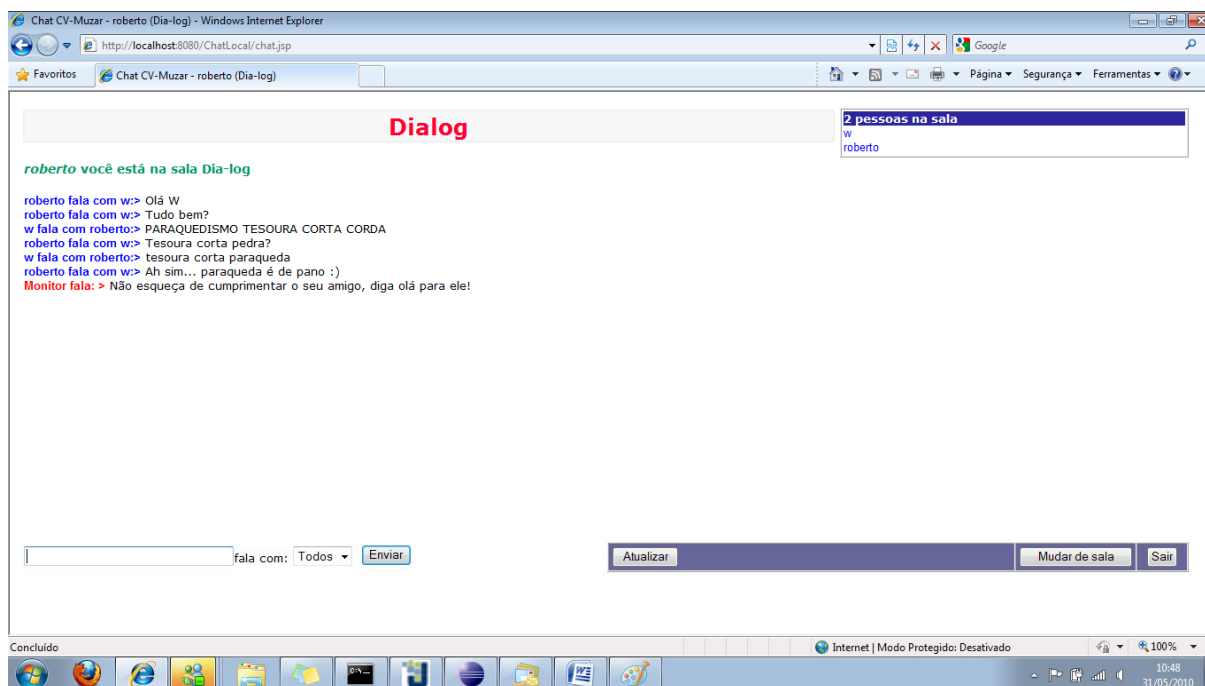 Chat CV-Muzar - roberto (Dia-log) - Windows Internet Explorer
http://localhost:8080/ChatLocal/chat.jsp
Google
Favoritos
Chat CV-Muzar - roberto (Dia-log)
Página
Segurança
Ferramentas
Dialog
2 pessoas na sala
w
roberto
roberto você está na sala Dia-log
roberto fala com w:> Olá W
roberto fala com w:> Tudo bem?
w fala com roberto:> PARAQUEDISMO TESOURA CORTA CORDA
roberto fala com w:> Tesoura corta pedra?
w fala com roberto:> tesoura corta paraqueda
roberto fala com w:> Ah sim... paraqueda é de pano :)
Monitor fala: > Não esqueça de cumprimentar o seu amigo, diga olá para ele!
fala com: Todos Enviar
Atualizar
Mudar de sala
Sair
Concluído
Internet | Modo Protegido: Desativado
100%
10:48
31/05/2010